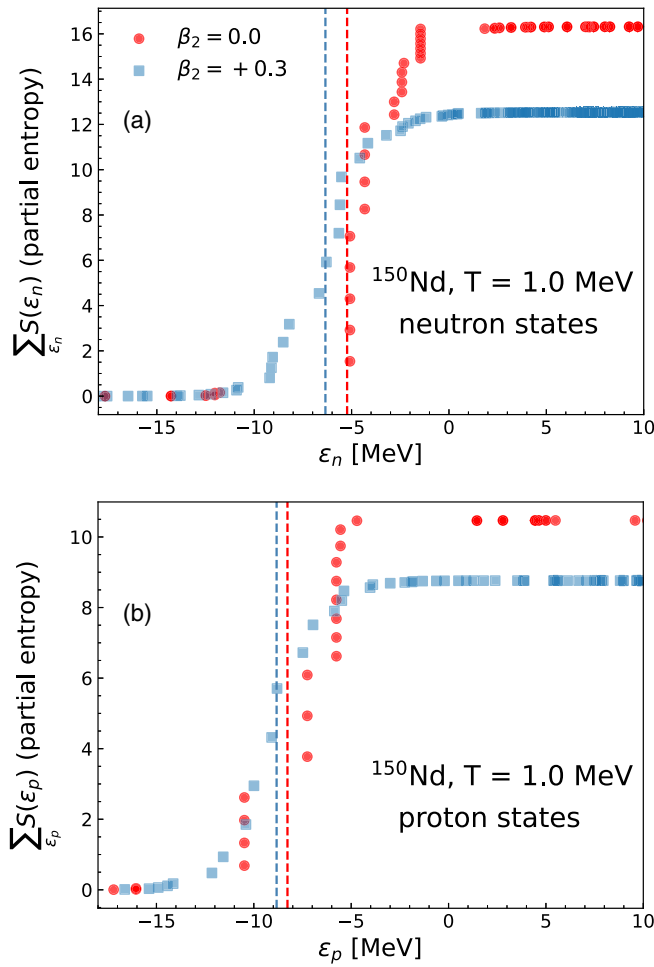 β₂ = 0.0
β₂ = +0.3
(a)
16
14
12
10
8
6
4
2
0
∑ S(εₙ) (partial entropy)
εₙ
¹⁵⁰Nd, T = 1.0 MeV
neutron states
−15 −10 −5 0 5 10
εₙ [MeV]
(b)
10
8
6
4
2
0
∑ S(εₚ) (partial entropy)
εₚ
¹⁵⁰Nd, T = 1.0 MeV
proton states
−15 −10 −5 0 5 10
εₚ [MeV]